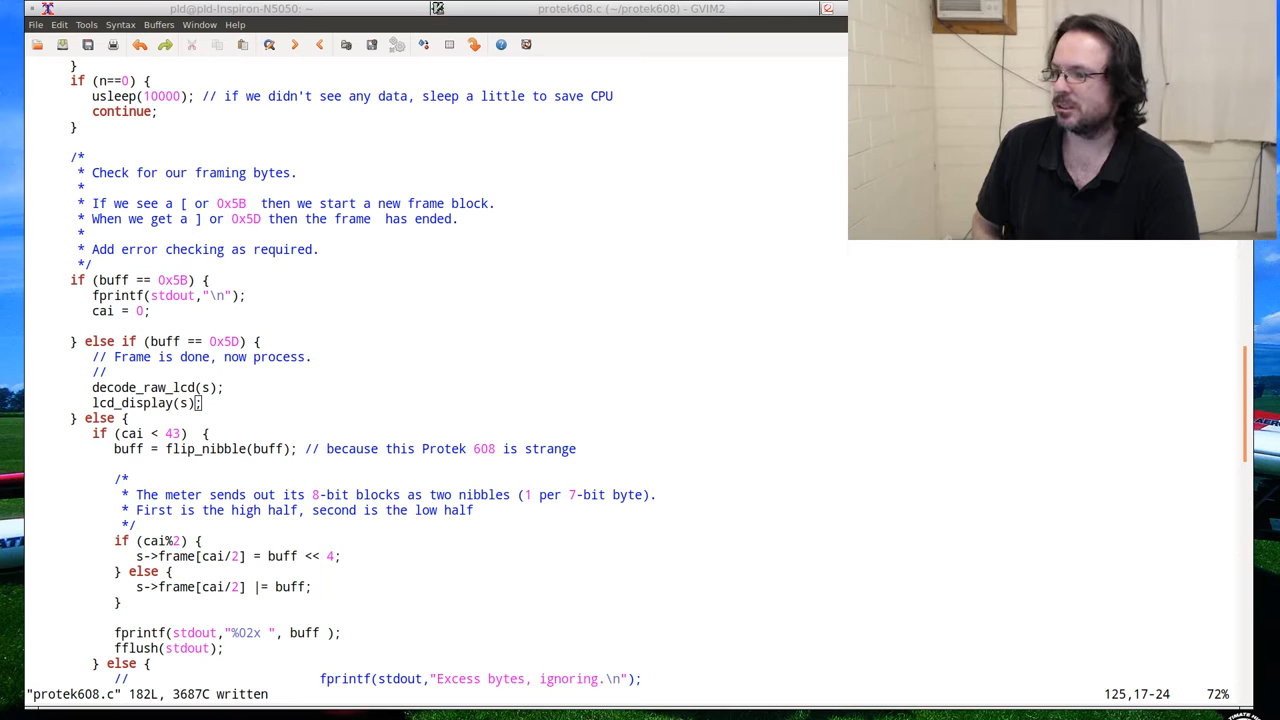 pld@pld-Inspiron-N5050: ~
protek608.c (~/protek608) - GVIM2
File Edit Tools Syntax Buffers Window Help
}
if (n==0) {
usleep(10000); // if we didn't see any data, sleep a little to save CPU
continue;
}
/*
* Check for our framing bytes.
*
* If we see a [ or 0x5B  then we start a new frame block.
* When we get a ] or 0x5D then the frame  has ended.
*
* Add error checking as required.
*/
if (buff == 0x5B) {
fprintf(stdout,"\n");
cai = 0;
} else if (buff == 0x5D) {
// Frame is done, now process.
//
decode_raw_lcd(s);
lcd_display(s);
} else {
if (cai < 43)  {
buff = flip_nibble(buff); // because this Protek 608 is strange
/*
* The meter sends out its 8-bit blocks as two nibbles (1 per 7-bit byte).
* First is the high half, second is the low half
*/
if (cai%2) {
s->frame[cai/2] = buff << 4;
} else {
s->frame[cai/2] |= buff;
}
fprintf(stdout,"%02x ", buff );
fflush(stdout);
} else {
// fprintf(stdout,"Excess bytes, ignoring.\n");
"protek608.c" 182L, 3687C written 125,17-24 72%